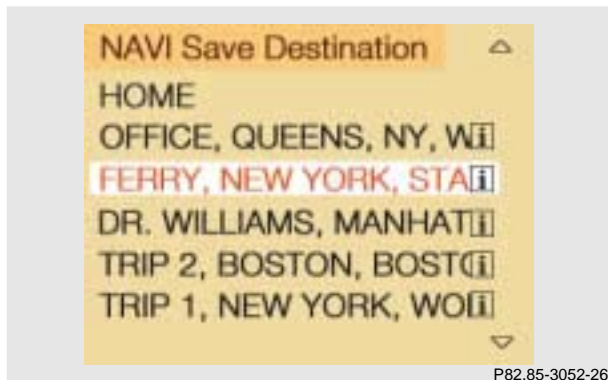 NAVI Save Destination
HOME
OFFICE, QUEENS, NY, W
FERRY, NEW YORK, STA
DR. WILLIAMS, MANHAT
TRIP 2, BOSTON, BOST
TRIP 1, NEW YORK, WO
P82.85-3052-26